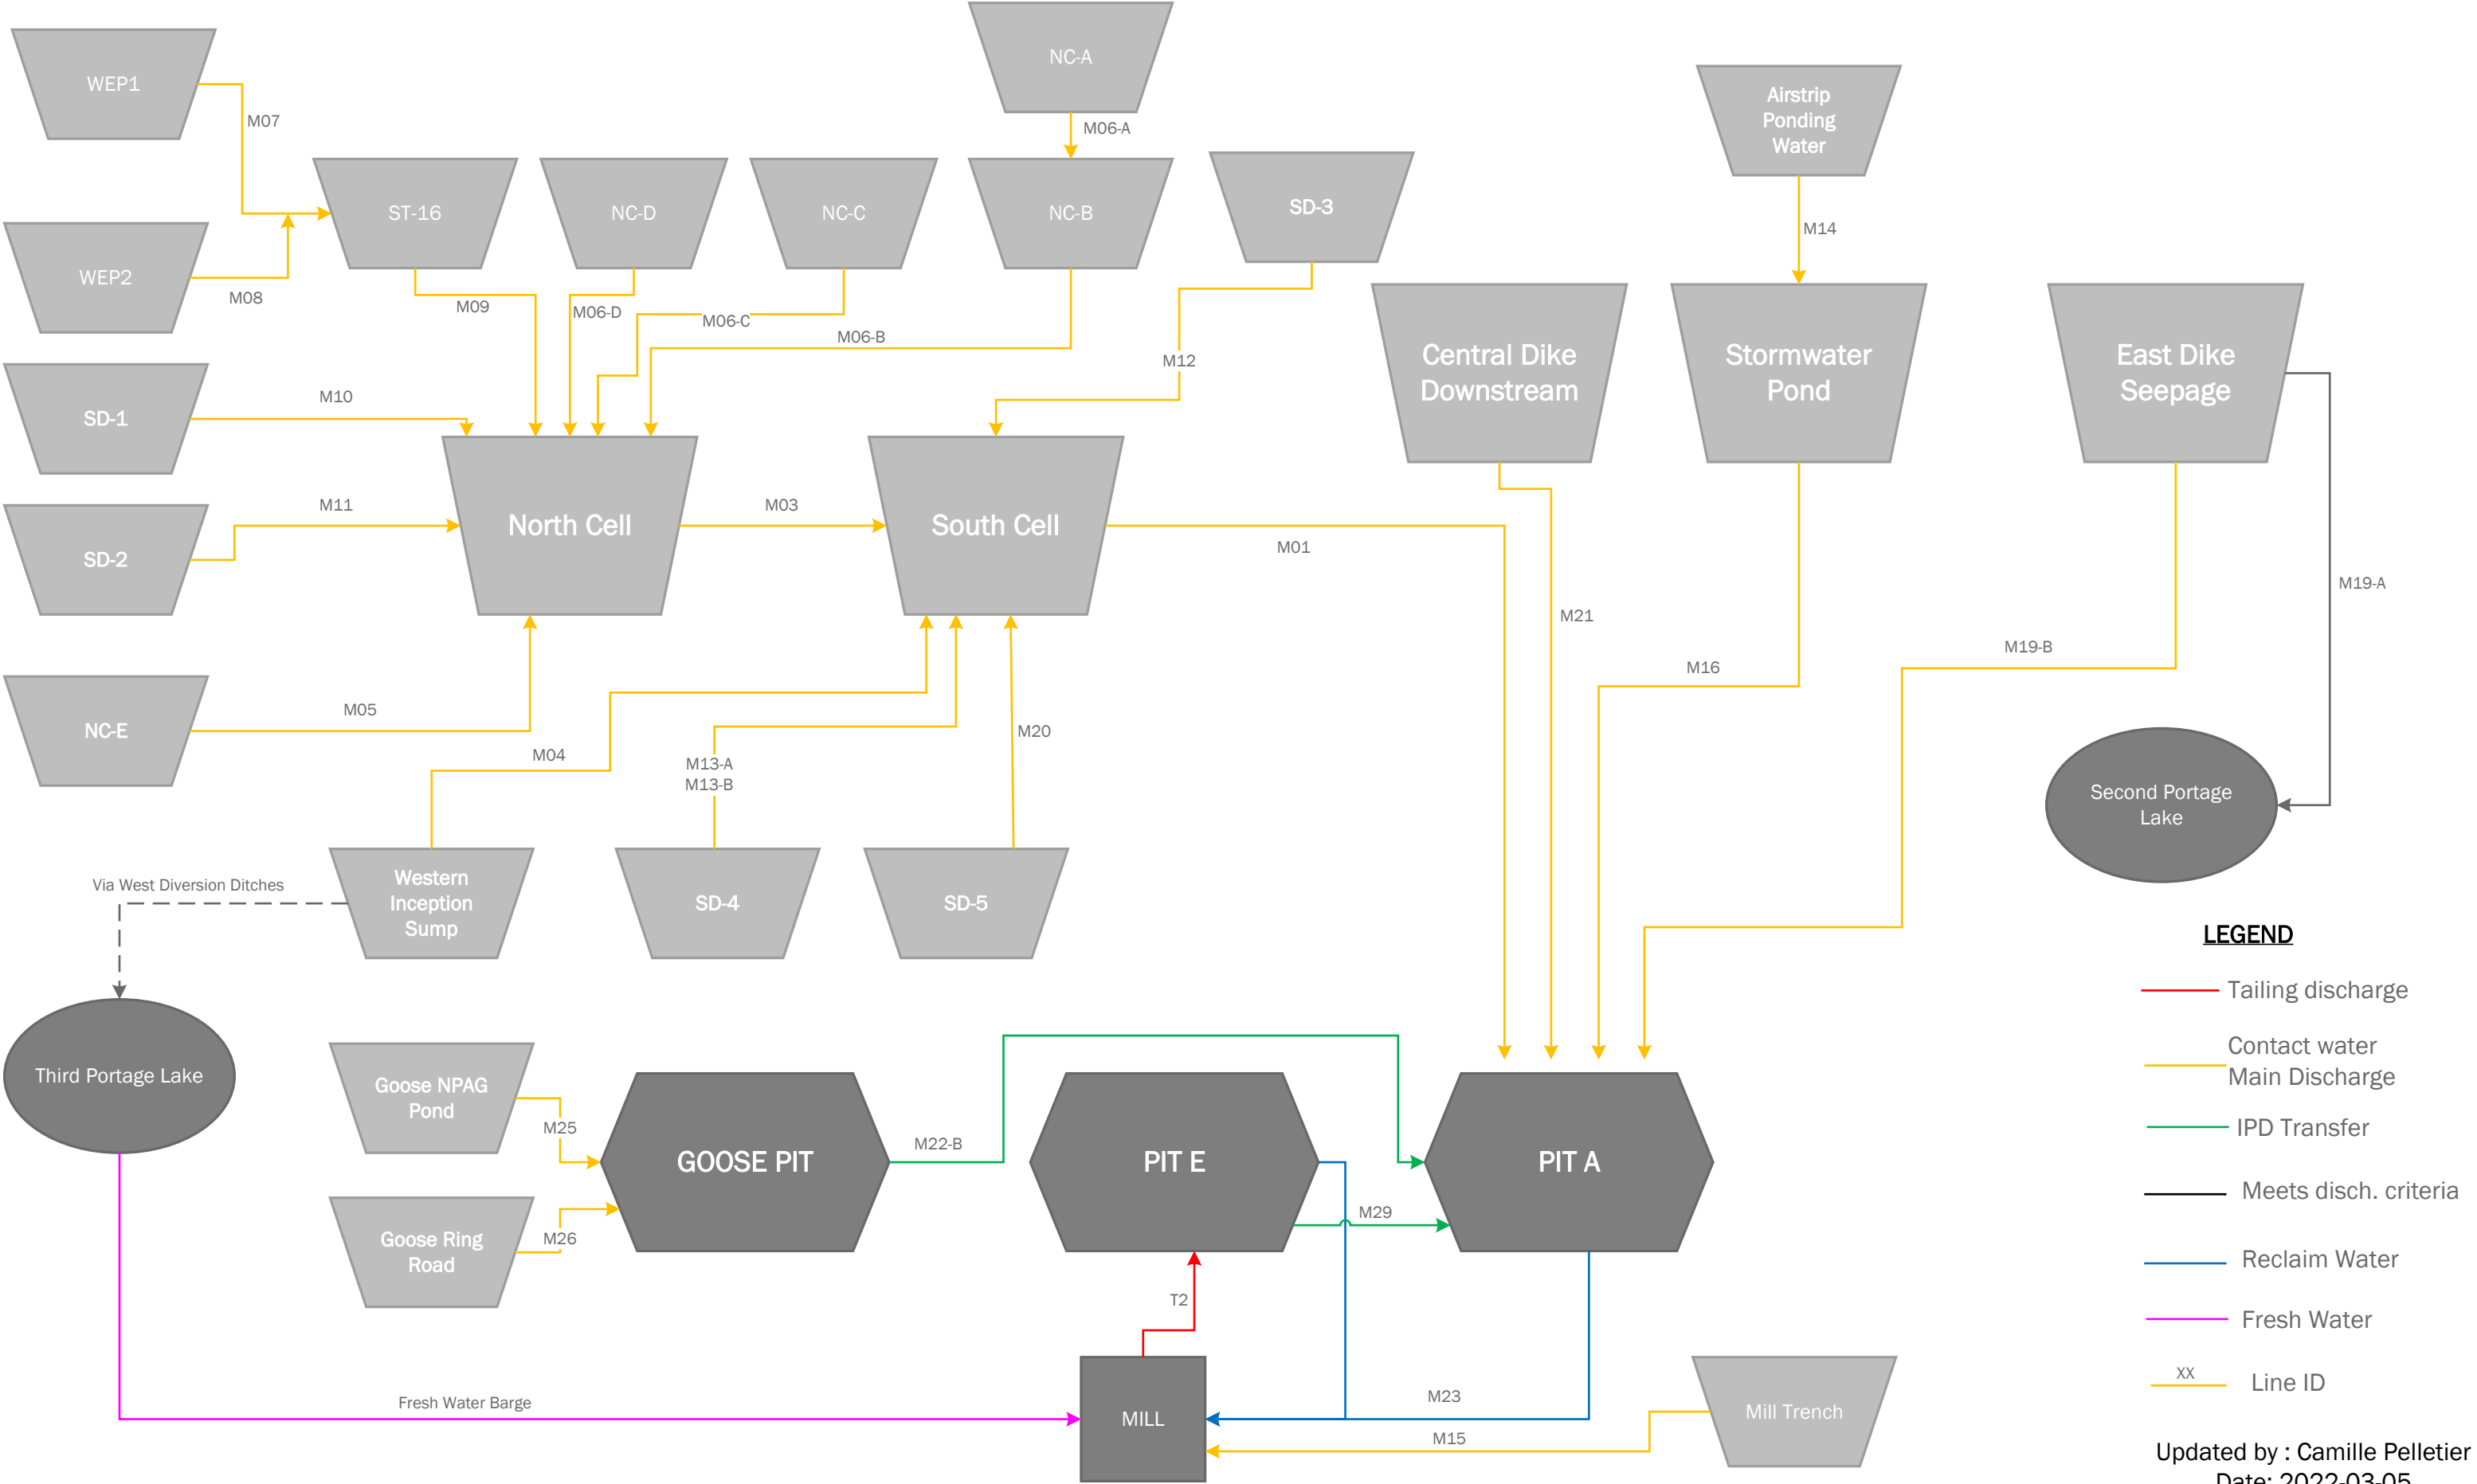 NC-A
WEP1
Airstrip
Ponding
Water
M07
M06-A
ST-16
NC-D
NC-C
NC-B
SD-3
M14
WEP2
M08
M09
M06-D
M06-C
M06-B
M12
Central Dike
Downstream
Stormwater
Pond
East Dike
Seepage
SD-1
M10
M11
M03
North Cell
South Cell
M01
SD-2
M21
M19-A
M19-B
M16
NC-E
M05
M04
M20
M13-A
M13-B
Second Portage
Lake
Via West Diversion Ditches
Western
Inception
Sump
SD-4
SD-5
LEGEND
Tailing discharge
Contact water
Main Discharge
IPD Transfer
Meets disch. criteria
Reclaim Water
Fresh Water
XX
Line ID
Third Portage Lake
Goose NPAG
Pond
M25
M22-B
GOOSE PIT
PIT E
PIT A
M29
Goose Ring
Road
M26
T2
Fresh Water Barge
M23
MILL
Mill Trench
M15
Updated by : Camille Pelletier
Date: 2022-03-05